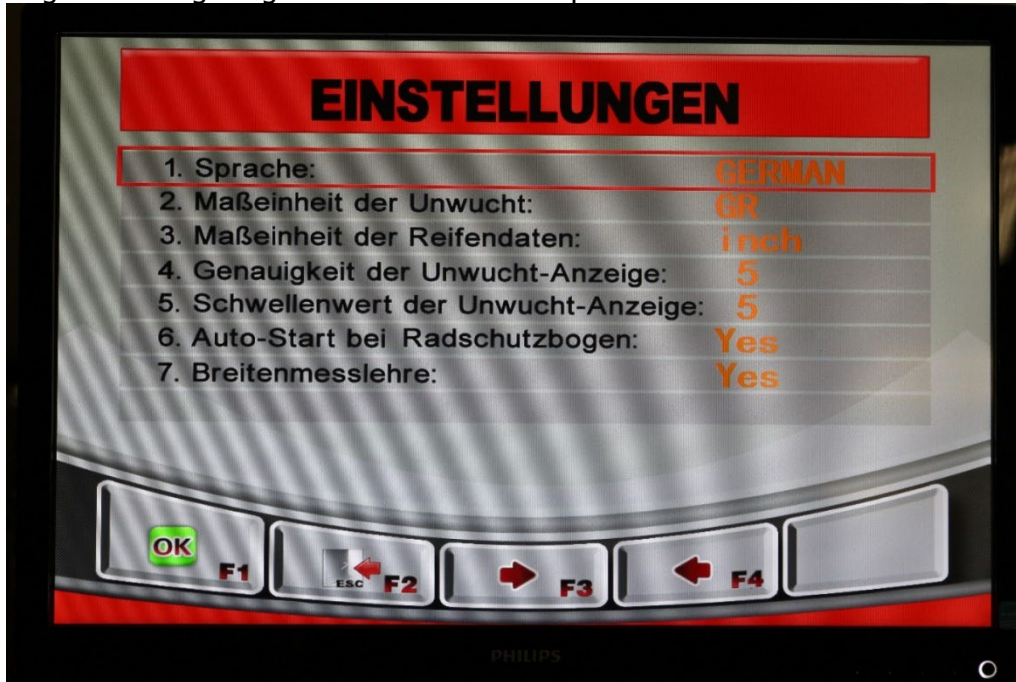 EINSTELLUNGEN
1. Sprache: GERMAN
2. Maßeinheit der Unwucht: GR
3. Maßeinheit der Reifendaten: inch
4. Genauigkeit der Unwucht-Anzeige: 5
5. Schwellenwert der Unwucht-Anzeige: 5
6. Auto-Start bei Radschutzbogen: Yes
7. Breitenmesslehre: Yes
OK F1
ESC F2
F3
F4
PHILIPS